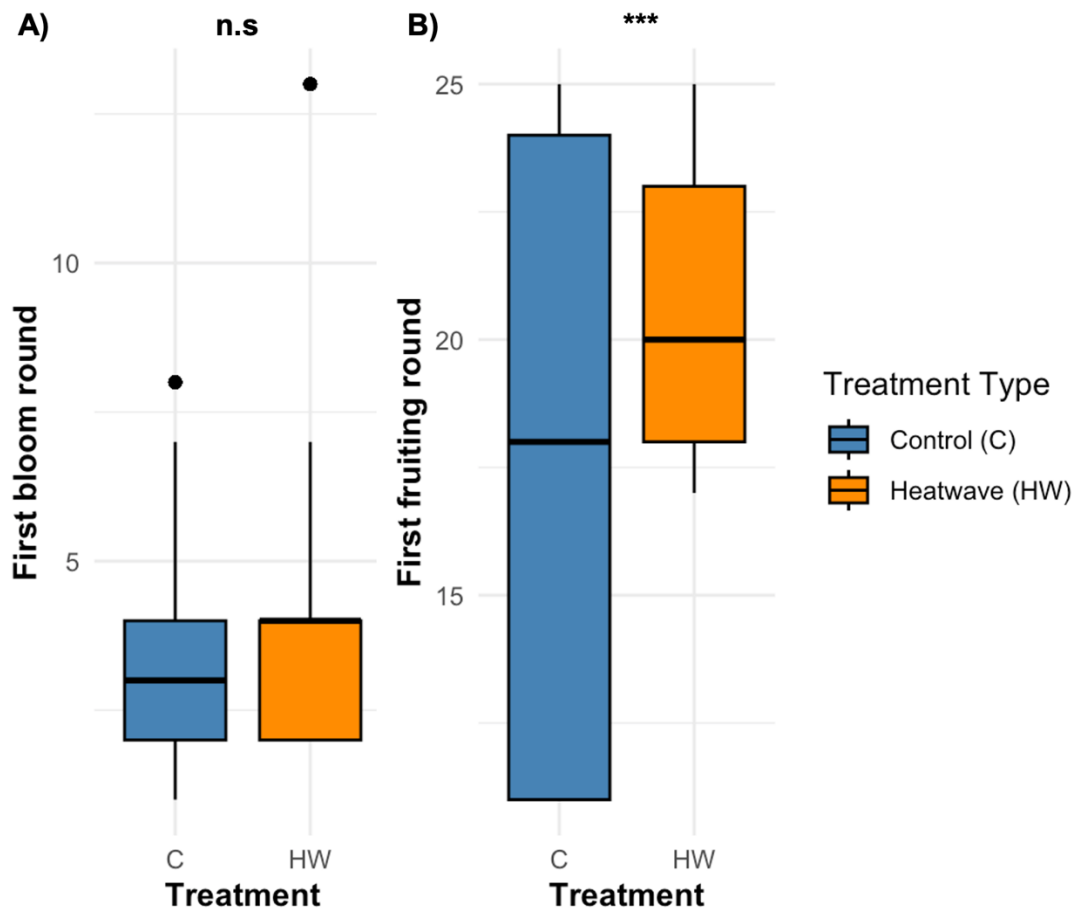 A)
n.s
First bloom round
10
5
C
HW
Treatment
B)
***
First fruiting round
25
20
15
C
HW
Treatment
Treatment Type
Control (C)
Heatwave (HW)